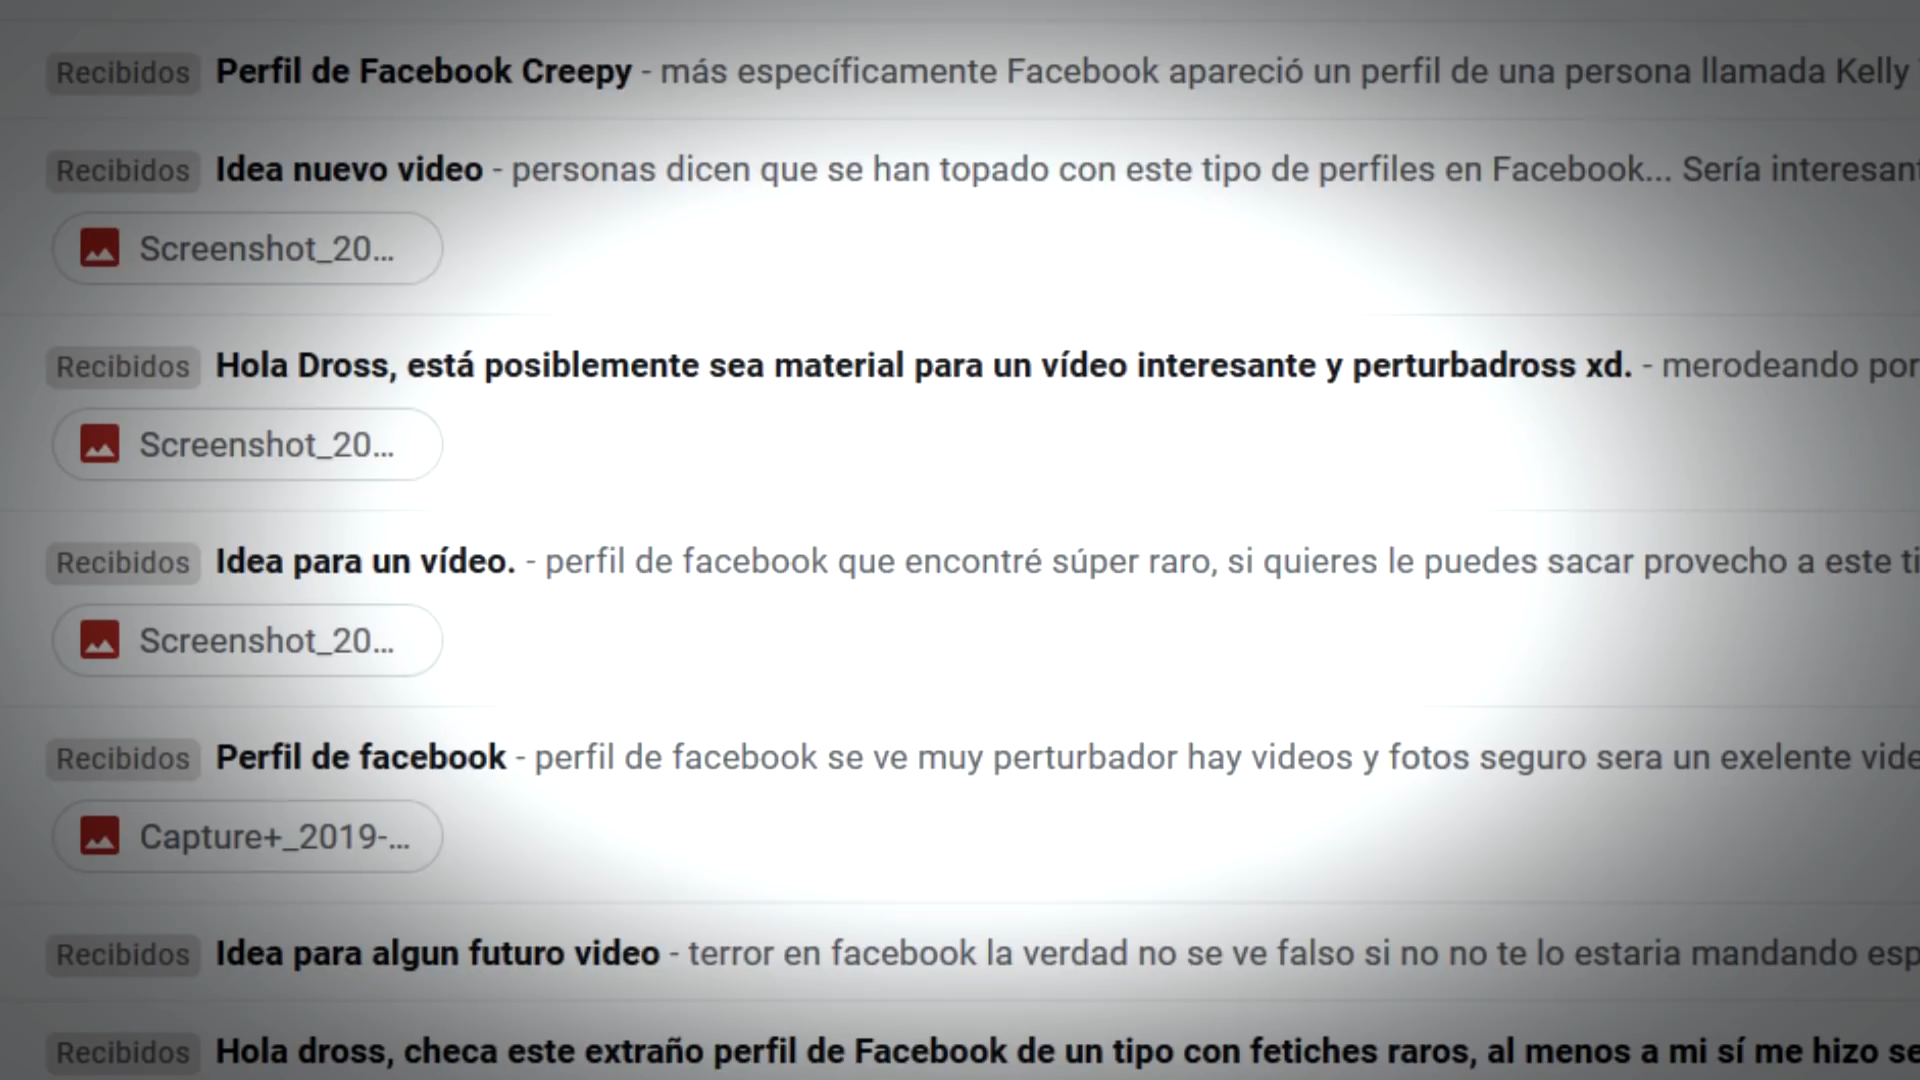 Recibidos Perfil de Facebook Creepy - más específicamente Facebook apareció un perfil de una persona llamada Kelly
Recibidos Idea nuevo video - personas dicen que se han topado con este tipo de perfiles en Facebook... Sería interesant
Screenshot_20...
Recibidos Hola Dross, está posiblemente sea material para un vídeo interesante y perturbadross xd. - merodeando por
Screenshot_20...
Recibidos Idea para un vídeo. - perfil de facebook que encontré súper raro, si quieres le puedes sacar provecho a este ti
Screenshot_20...
Recibidos Perfil de facebook - perfil de facebook se ve muy perturbador hay videos y fotos seguro sera un exelente vide
Capture+_2019-...
Recibidos Idea para algun futuro video - terror en facebook la verdad no se ve falso si no no te lo estaria mandando esp
Recibidos Hola dross, checa este extraño perfil de Facebook de un tipo con fetiches raros, al menos a mi sí me hizo se